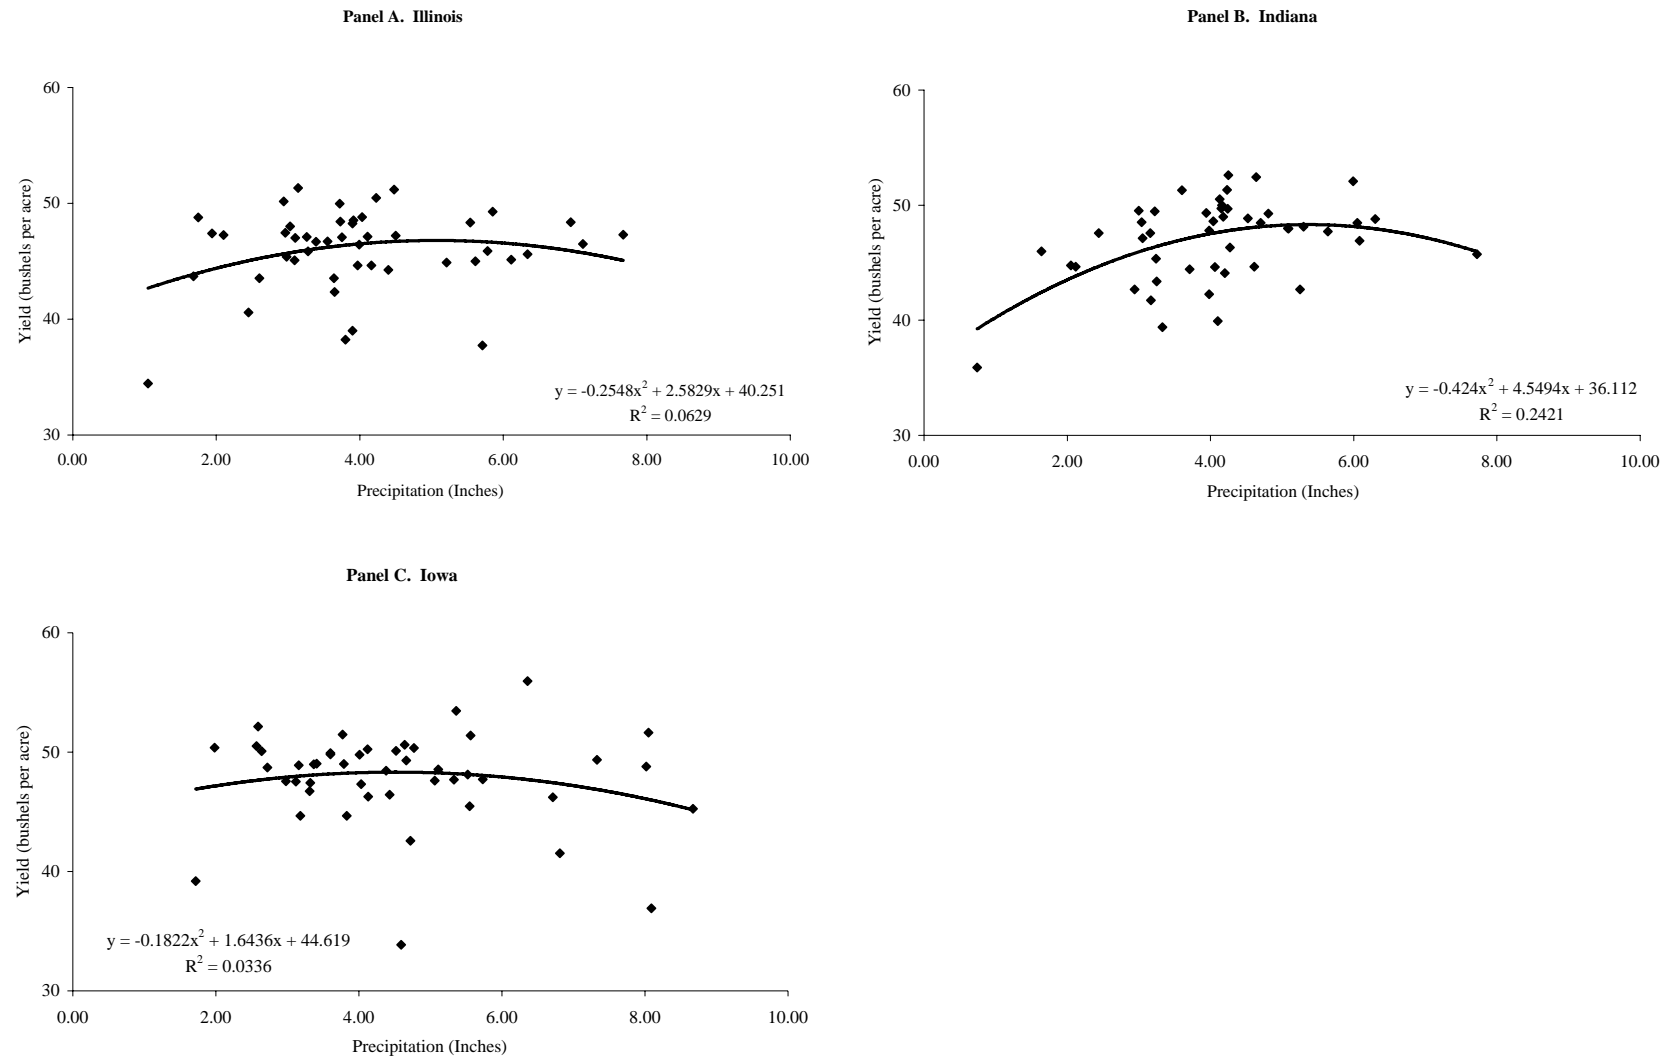 Panel A. Illinois
60
50
40
30
Yield (bushels per acre)
y = -0.2548x² + 2.5829x + 40.251
R² = 0.0629
0.00 2.00 4.00 6.00 8.00 10.00
Precipitation (Inches)
Panel B. Indiana
60
50
40
30
Yield (bushels per acre)
y = -0.424x² + 4.5494x + 36.112
R² = 0.2421
0.00 2.00 4.00 6.00 8.00 10.00
Precipitation (Inches)
Panel C. Iowa
60
50
40
30
Yield (bushels per acre)
y = -0.1822x² + 1.6436x + 44.619
R² = 0.0336
0.00 2.00 4.00 6.00 8.00 10.00
Precipitation (Inches)